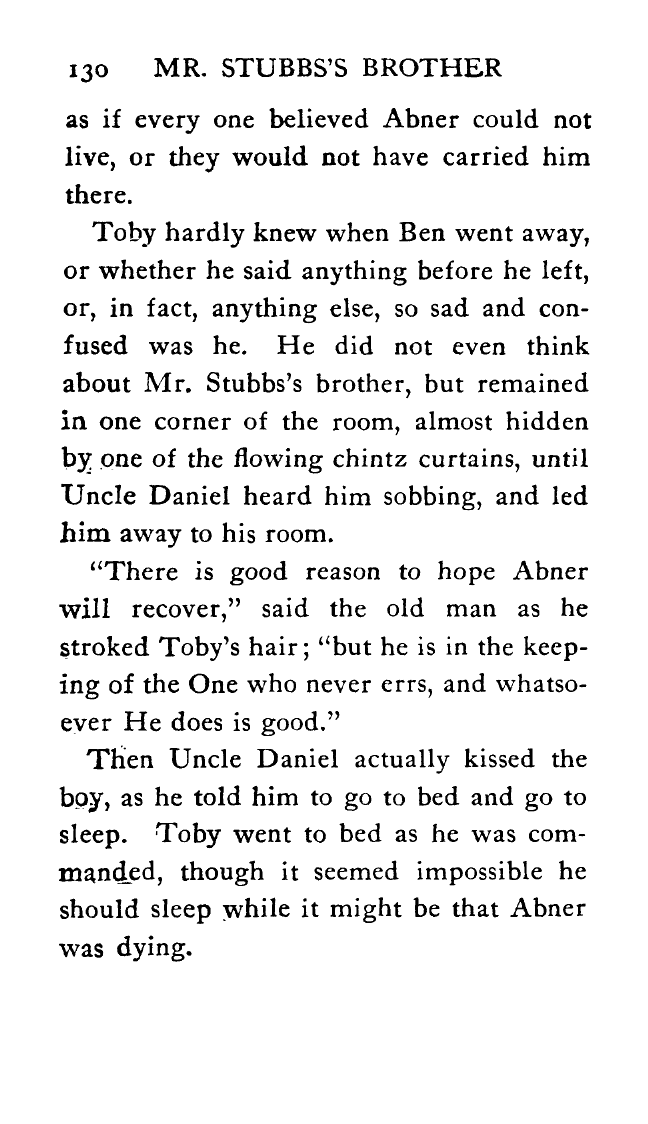 130 MR. STUBBS'S BROTHER
as if every one believed Abner could not
live, or they would not have carried him
there.
Toby hardly knew when Ben went away,
or whether he said anything before he left,
or, in fact, anything else, so sad and con-
fused was he. He did not even think
about Mr. Stubbs's brother, but remained
in one corner of the room, almost hidden
by one of the flowing chintz curtains, until
Uncle Daniel heard him sobbing, and led
him away to his room.
"There is good reason to hope Abner
will recover," said the old man as he
stroked Toby's hair; "but he is in the keep-
ing of the One who never errs, and whatso-
ever He does is good."
Then Uncle Daniel actually kissed the
boy, as he told him to go to bed and go to
sleep. Toby went to bed as he was com-
manded, though it seemed impossible he
should sleep while it might be that Abner
was dying.